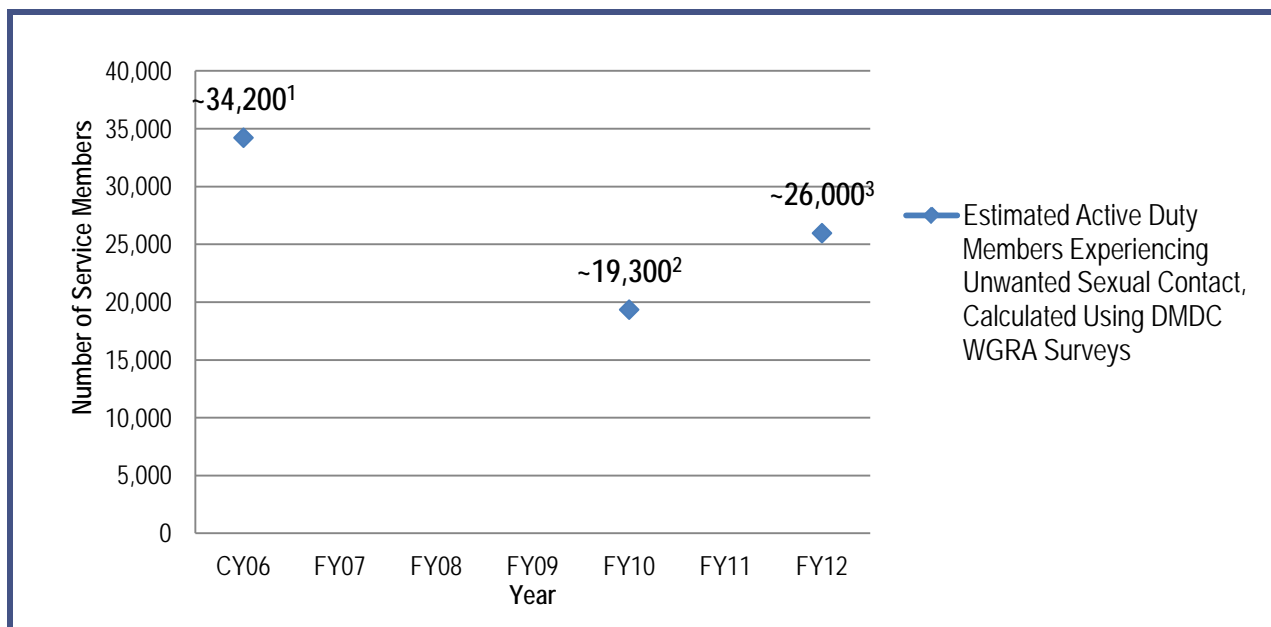 Number of Service Members
40,000
35,000
30,000
25,000
20,000
15,000
10,000
5,000
0
~34,200¹
~19,300²
~26,000³
CY06 FY07 FY08 FY09 FY10 FY11 FY12
Year
Estimated Active Duty
Members Experiencing
Unwanted Sexual Contact,
Calculated Using DMDC
WGRA Surveys